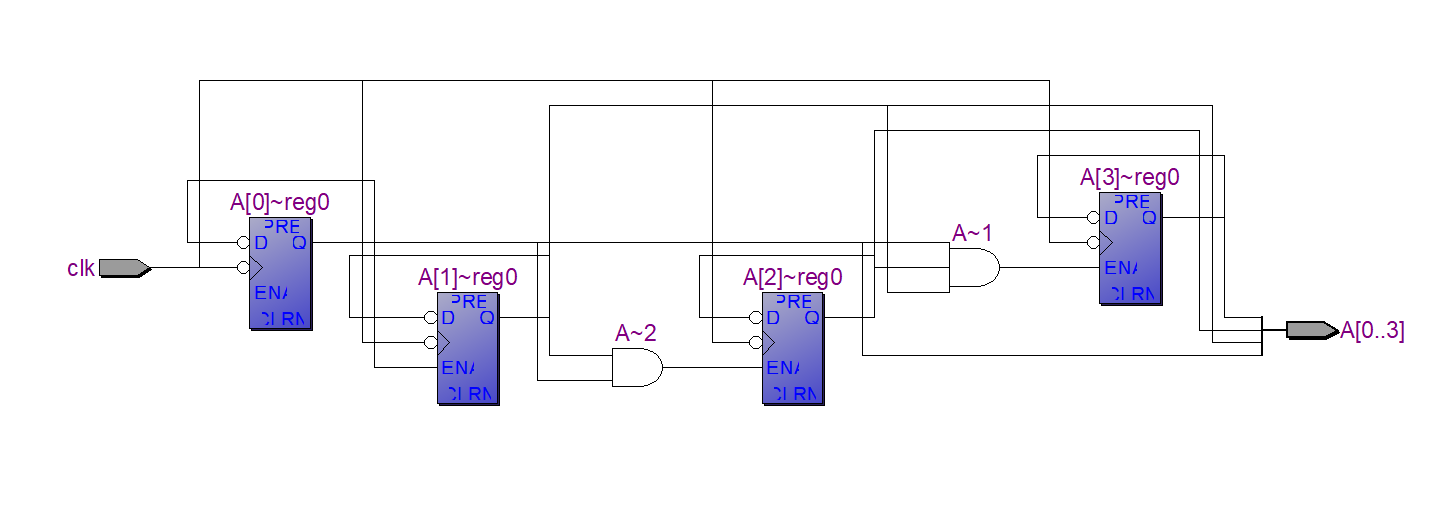 clk
A[0]~reg0
PRE
D Q
ENA
CLRN
A[1]~reg0
PRE
D Q
ENA
CLRN
A~2
A[2]~reg0
PRE
D Q
ENA
CLRN
A~1
A[3]~reg0
PRE
D Q
ENA
CLRN
A[0..3]